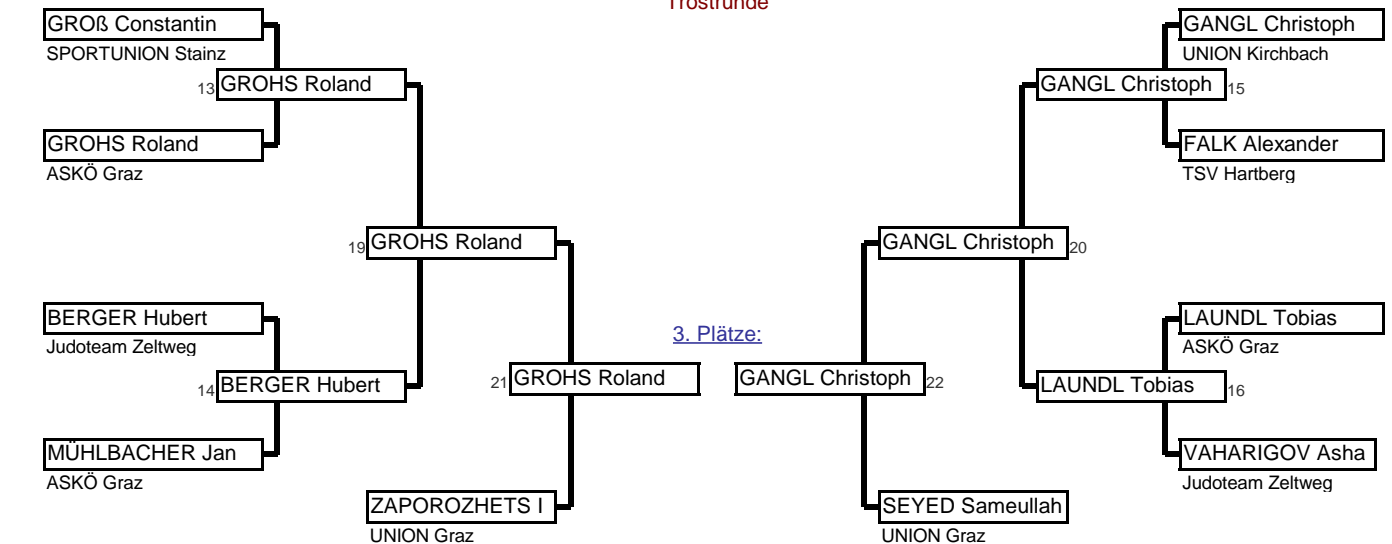 Trostrunde
GROß Constantin
SPORTUNION Stainz
13 GROHS Roland
GROHS Roland
ASKÖ Graz
19 GROHS Roland
BERGER Hubert
Judoteam Zeltweg
14 BERGER Hubert
MÜHLBACHER Jan
ASKÖ Graz
21 GROHS Roland
ZAPOROZHETS I
UNION Graz
3. Plätze:
GANGL Christoph
UNION Kirchbach
GANGL Christoph 15
FALK Alexander
TSV Hartberg
GANGL Christoph 20
LAUNDL Tobias
ASKÖ Graz
LAUNDL Tobias 16
VAHARIGOV Asha
Judoteam Zeltweg
GANGL Christoph 22
SEYED Sameullah
UNION Graz